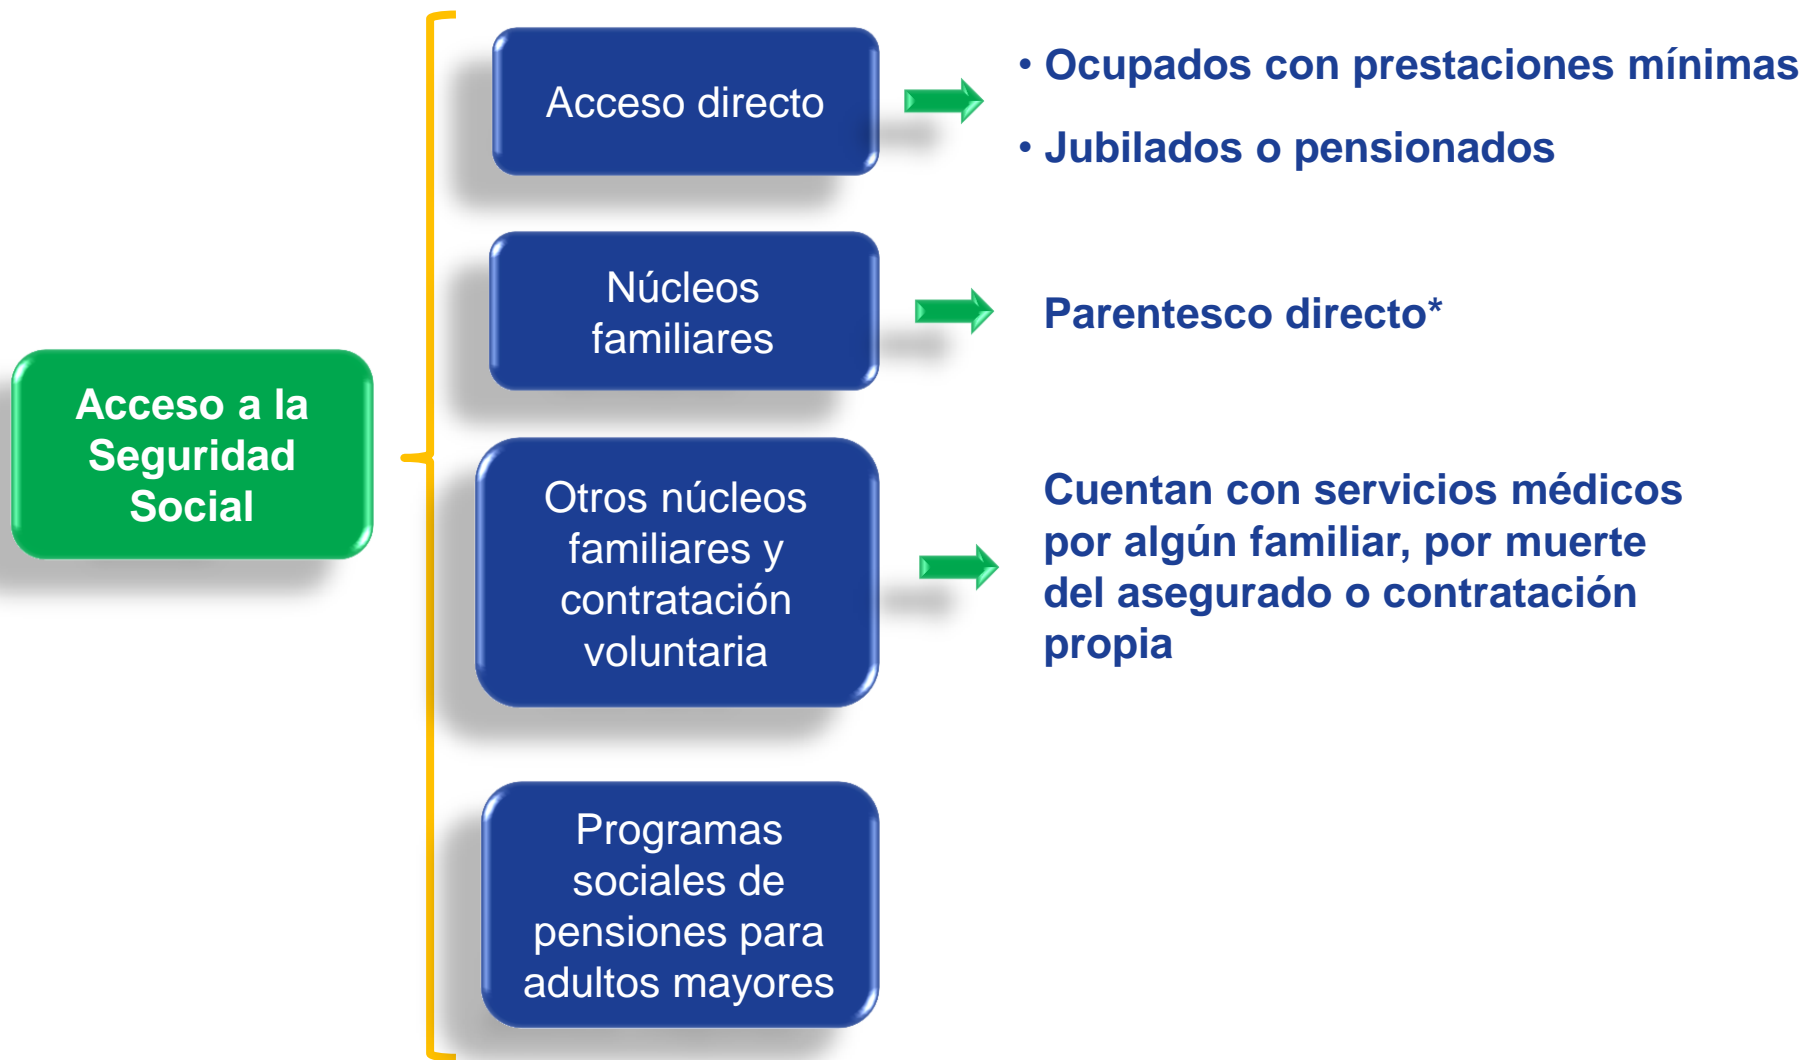 Acceso a la
Seguridad
Social
Acceso directo
• Ocupados con prestaciones mínimas
• Jubilados o pensionados
Núcleos
familiares
Parentesco directo*
Otros núcleos
familiares y
contratación
voluntaria
Cuentan con servicios médicos
por algún familiar, por muerte
del asegurado o contratación
propia
Programas
sociales de
pensiones para
adultos mayores